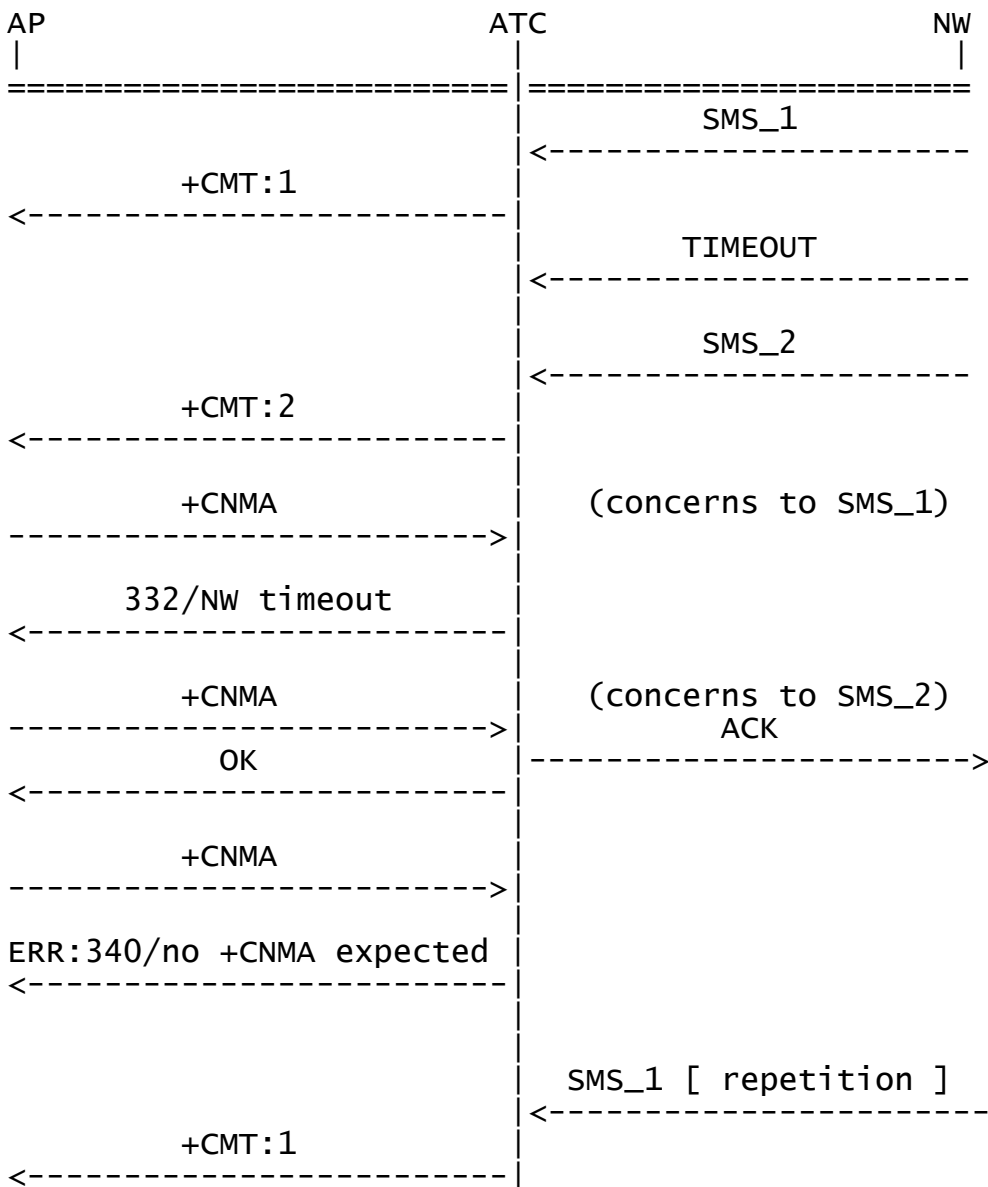 AP ATC NW
SMS_1
+CMT:1
TIMEOUT
SMS_2
+CMT:2
+CNMA (concerns to SMS_1)
332/NW timeout
+CNMA (concerns to SMS_2)
ACK
OK
+CNMA
ERR:340/no +CNMA expected
SMS_1 [ repetition ]
+CMT:1